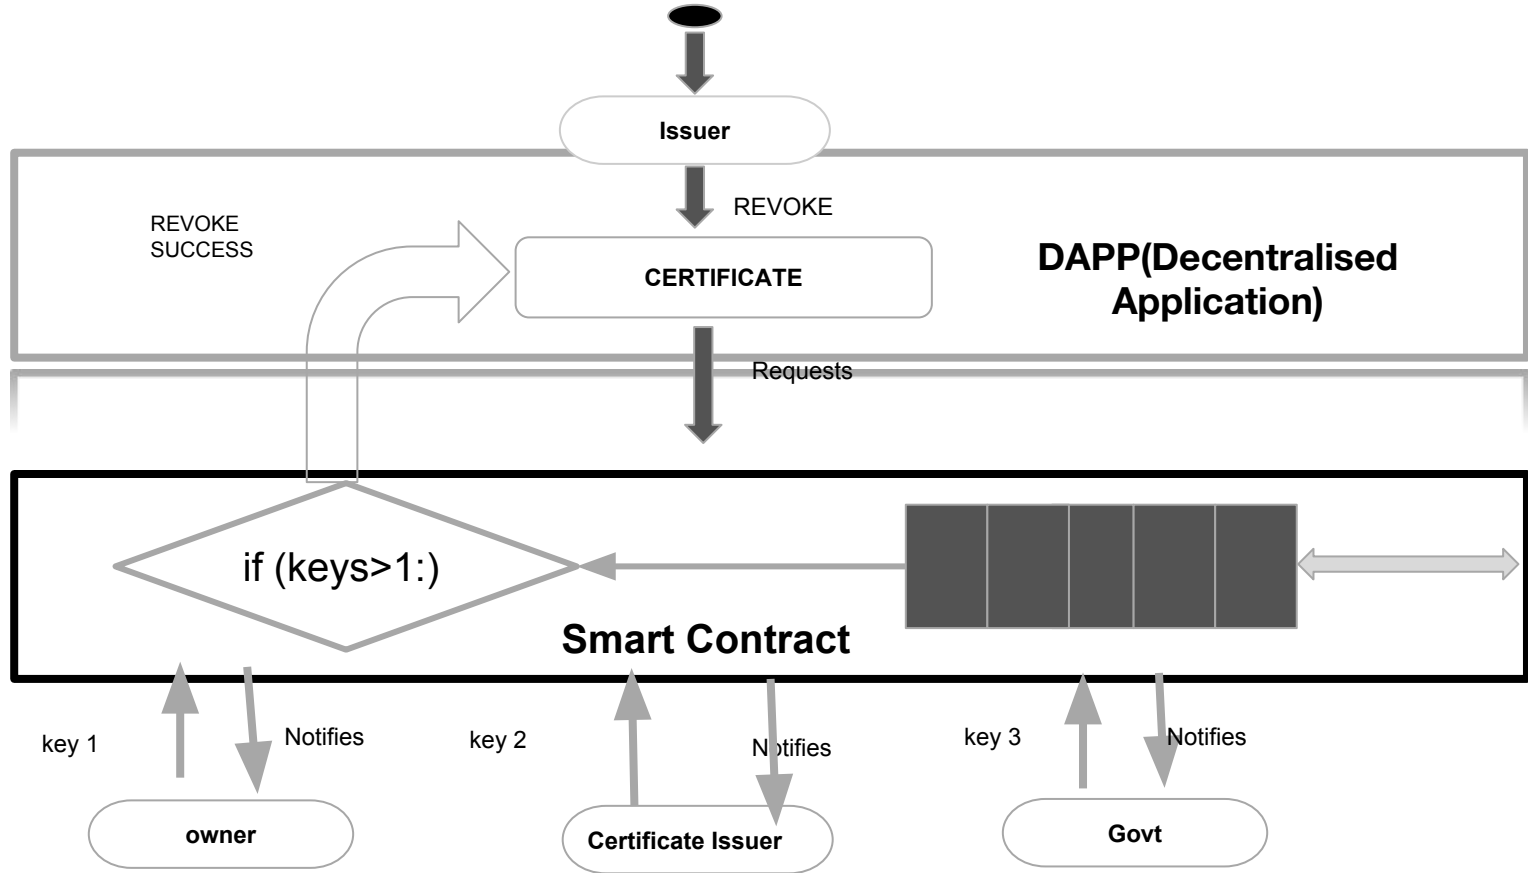 Issuer
REVOKE
REVOKE
SUCCESS
CERTIFICATE
DAPP(Decentralised
Application)
Requests
if (keys>1:)
Smart Contract
key 1
Notifies
key 2
Notifies
key 3
Notifies
owner
Certificate Issuer
Govt